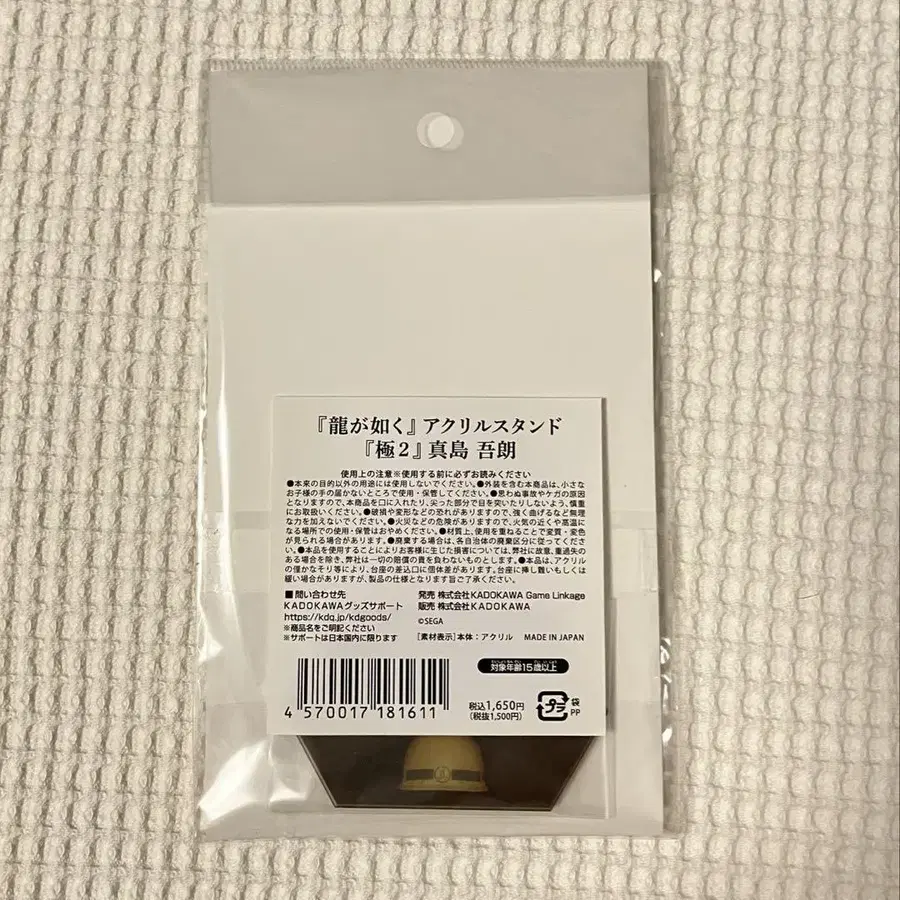 『龍が如く』アクリルスタンド
『極2』真島 吾朗
使用上の注意※使用する前に必ずお読みください
●本来の目的以外の用途には使用しないでください。●外装を含む本商品は、小さな
お子様の手の届かないところで使用・保管してください。●思わぬ事故やケガの原因
となりますので、本商品を口に入れたり、尖った部分で目を突いたりしないよう、慎重
にお取扱いください。●破損や変形などの恐れがありますので、強く曲げるなど無理
な力を加えないでください。●火災などの危険がありますので、火気の近くや高温に
なる場所での使用・保管はおやめください。●材質上、使用を重ねることで変質・変色
が見られる場合があります。●廃棄する場合は、各自治体の廃棄区分に従ってくださ
い。●本品を使用することによりお客様に生じた損害については、弊社に故意、重過失の
ある場合を除き、弊社は一切の賠償の責を負わないものとします。●本品は、アクリル
の僅かなそり等により、台座の差込口に個体差があります。台座に挿し難いもしくは
緩い場合がありますが、製品の仕様となります旨ご了承ください。
■問い合わせ先
KADOKAWAグッズサポート
https://kdq.jp/kdgoods/
※商品名をご明記ください
※サポートは日本国内に限ります
発売 株式会社KADOKAWA Game Linkage
販売 株式会社KADOKAWA
©SEGA
[素材表示]本体：アクリル MADE IN JAPAN
対象年齢15歳以上
4 570017 181611
税込1,650円
(税抜1,500円)
プラ
袋
PP